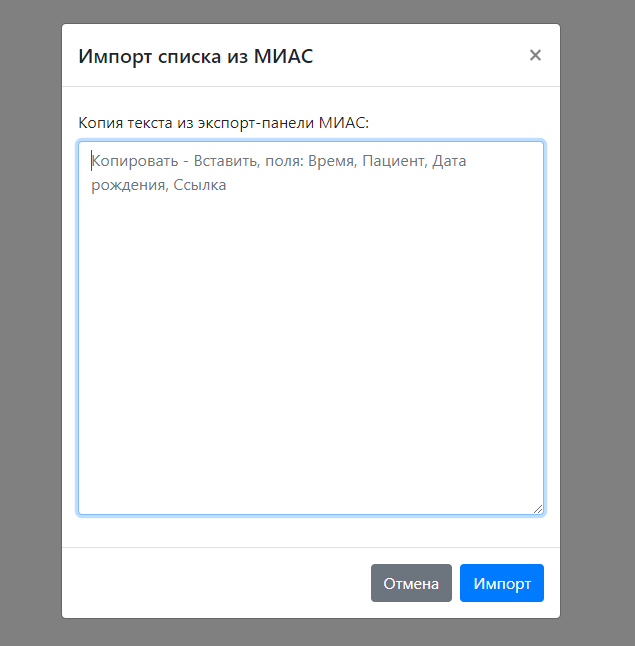 Импорт списка из МИАС
×
Копия текста из экспорт-панели МИАС:
Копировать - Вставить, поля: Время, Пациент, Дата
рождения, Ссылка
Отмена
Импорт